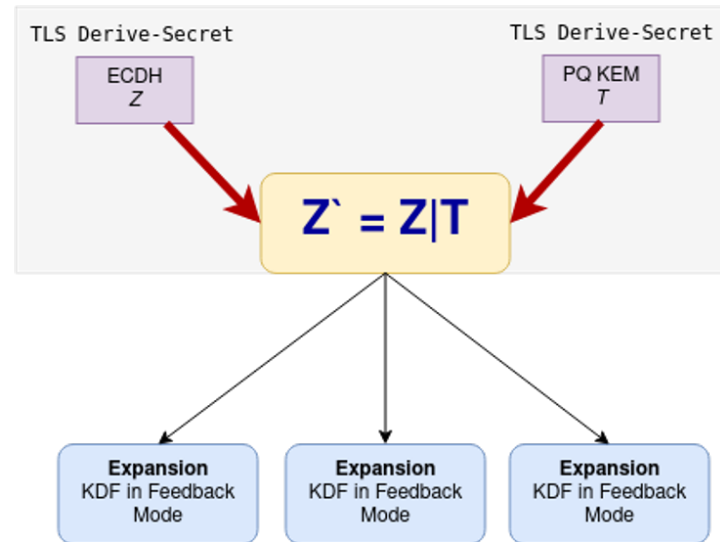 TLS Derive-Secret
TLS Derive-Secret
ECDH
Z
PQ KEM
T
Z` = Z|T
Expansion
KDF in Feedback
Mode
Expansion
KDF in Feedback
Mode
Expansion
KDF in Feedback
Mode